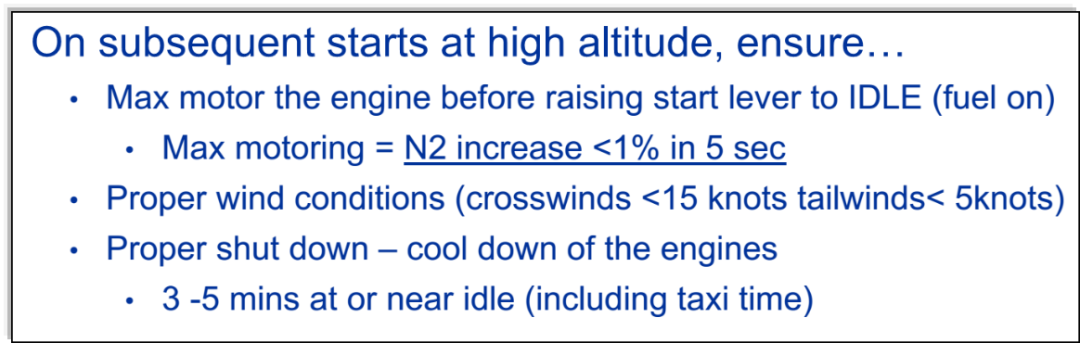 On subsequent starts at high altitude, ensure…
• Max motor the engine before raising start lever to IDLE (fuel on)
• Max motoring = N2 increase <1% in 5 sec
• Proper wind conditions (crosswinds <15 knots tailwinds< 5knots)
• Proper shut down – cool down of the engines
• 3 -5 mins at or near idle (including taxi time)